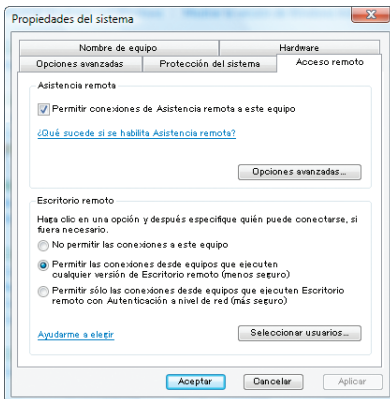 Propiedades del sistema
Nombre de equipo Hardware
Opciones avanzadas Protección del sistema Acceso remoto
Asistencia remota
Permitir conexiones de Asistencia remota a este equipo
¿Qué sucede si se habilita Asistencia remota?
Opciones avanzadas...
Escritorio remoto
Haga clic en una opción y después especifique quién puede conectarse, si
fuera necesario.
No permitir las conexiones a este equipo
Permitir las conexiones desde equipos que ejecuten
cualquier versión de Escritorio remoto (menos seguro)
Permitir sólo las conexiones desde equipos que ejecuten Escritorio
remoto con Autenticación a nivel de red (más seguro)
Ayudarme a elegir
Seleccionar usuarios...
Aceptar Cancelar Aplicar